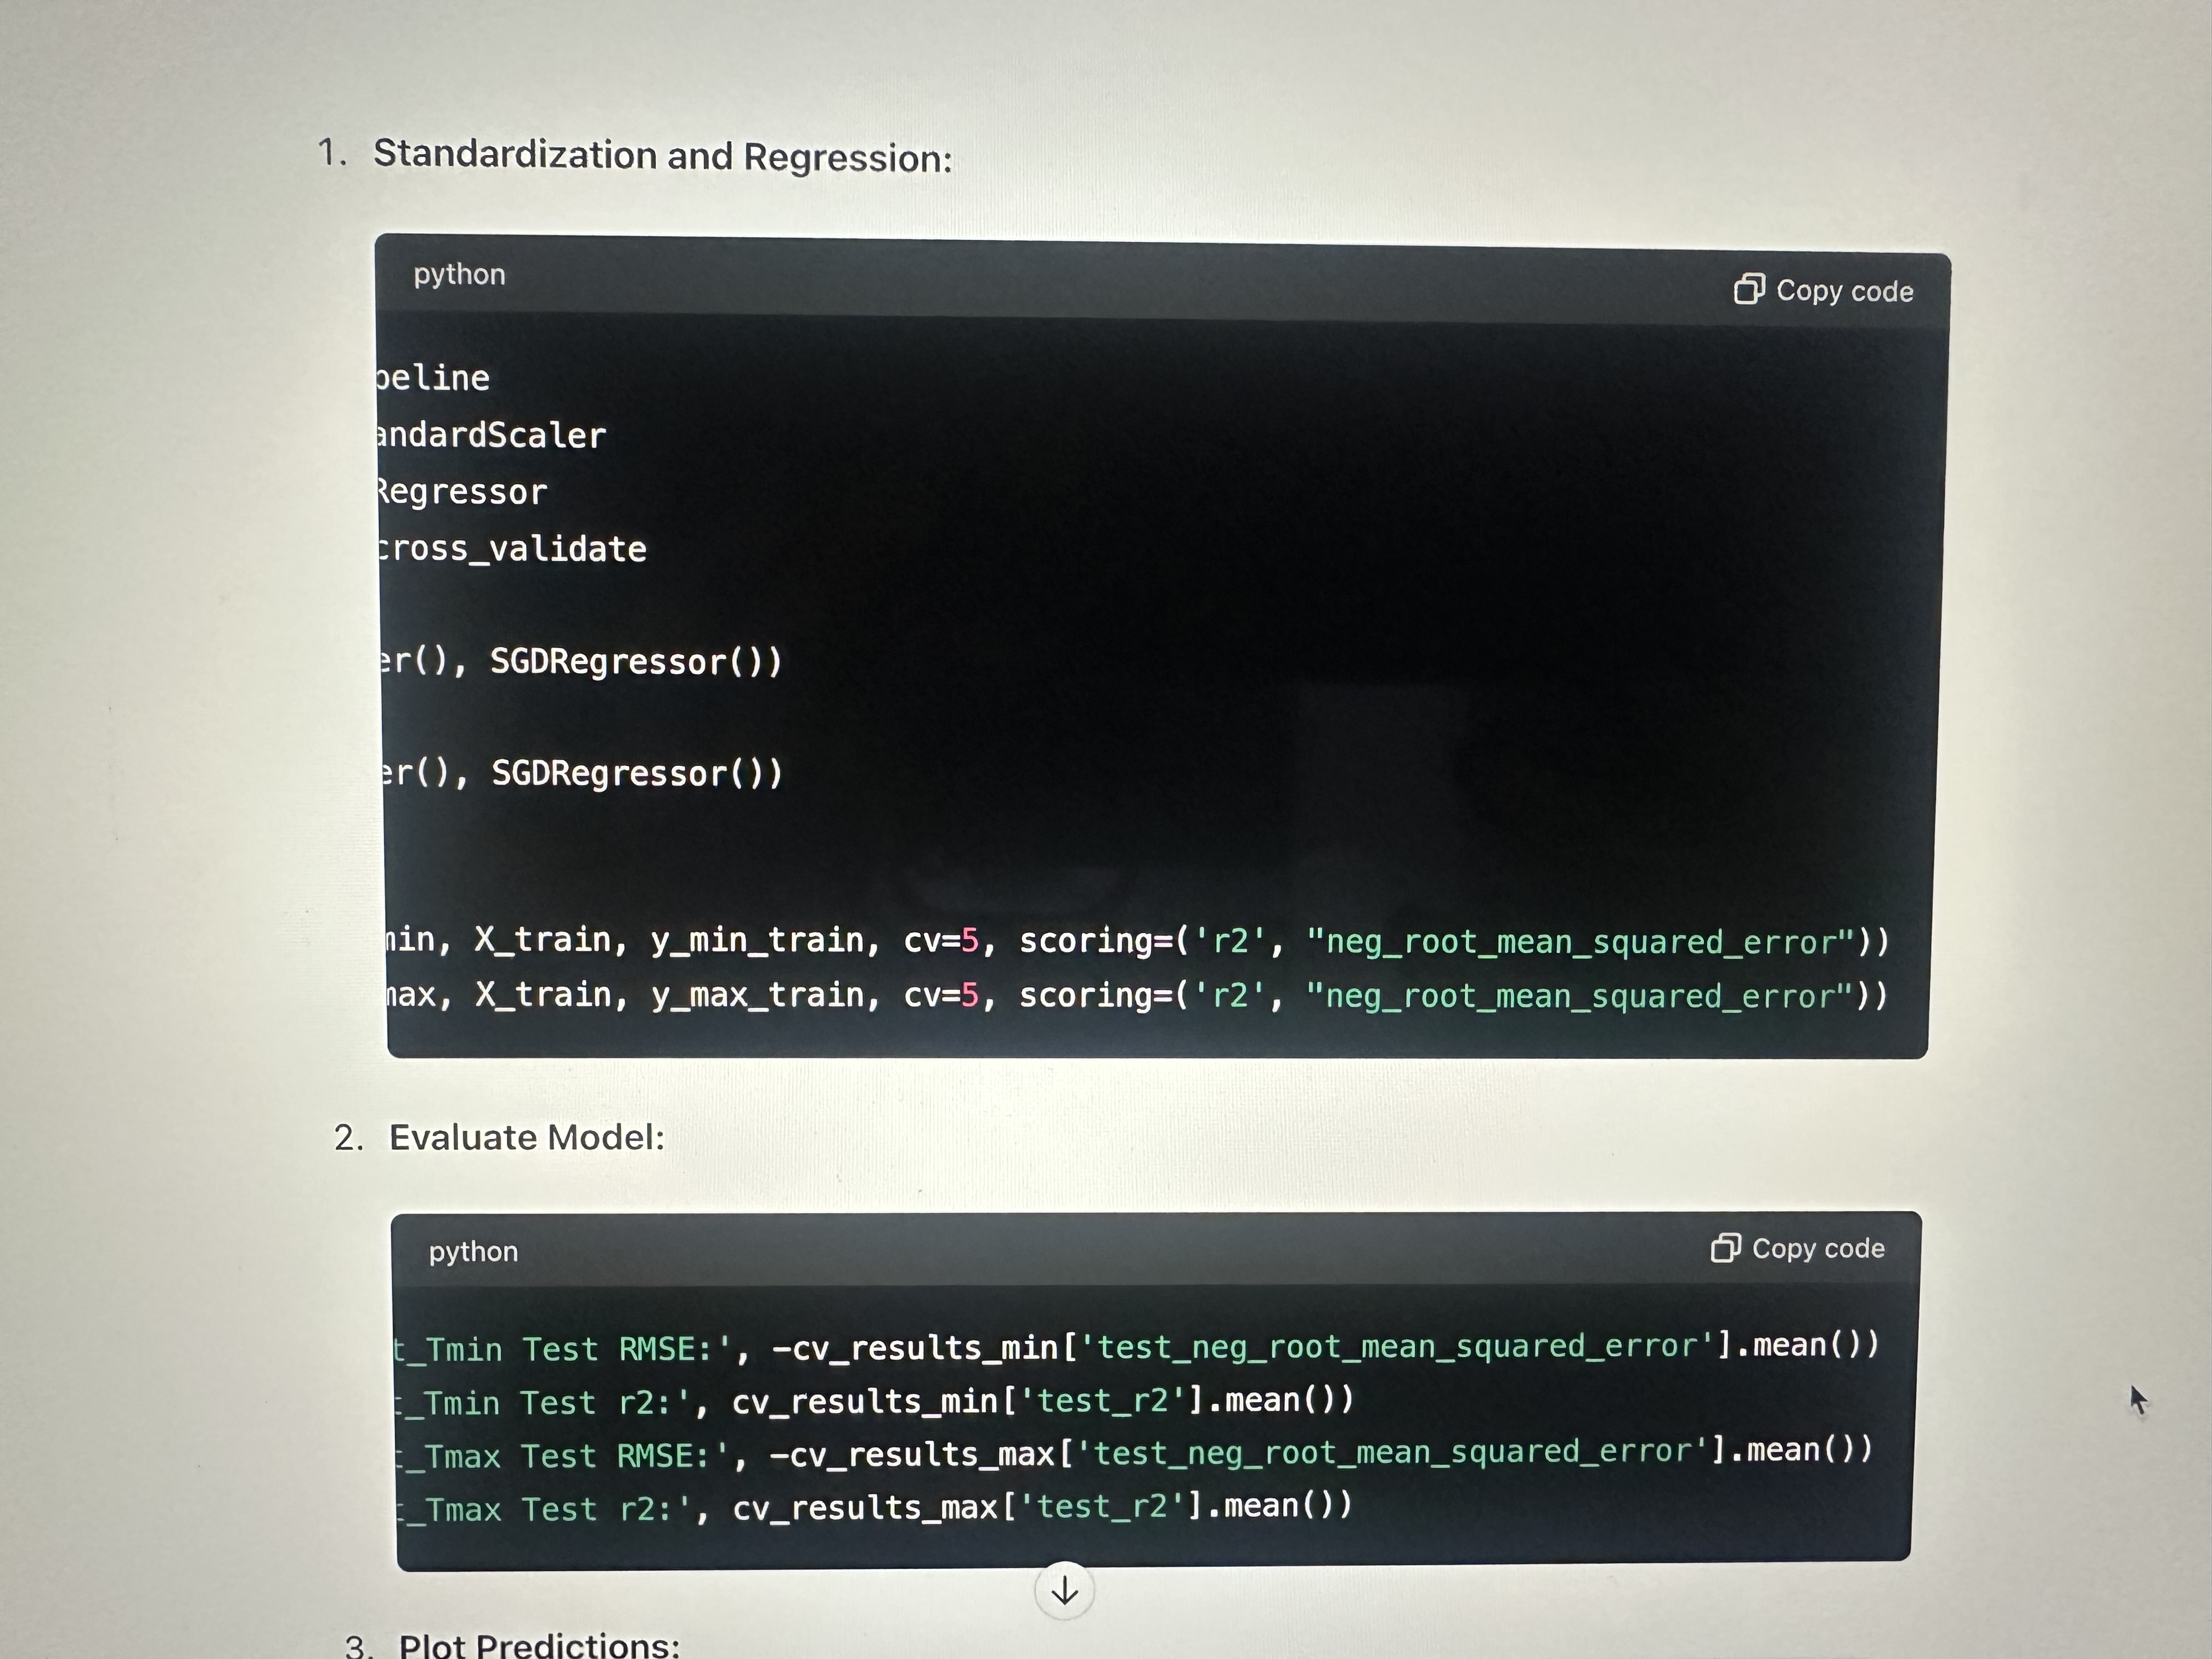 1. Standardization and Regression:
python
Copy code
peline
andardScaler
Regressor
cross_validate
er(), SGDRegressor())
er(), SGDRegressor())
min, X_train, y_min_train, cv=5, scoring=('r2', "neg_root_mean_squared_error"))
max, X_train, y_max_train, cv=5, scoring=('r2', "neg_root_mean_squared_error"))
2. Evaluate Model:
python
Copy code
t_Tmin Test RMSE:', -cv_results_min['test_neg_root_mean_squared_error'].mean())
t_Tmin Test r2:', cv_results_min['test_r2'].mean())
t_Tmax Test RMSE:', -cv_results_max['test_neg_root_mean_squared_error'].mean())
t_Tmax Test r2:', cv_results_max['test_r2'].mean())
3. Plot Predictions: